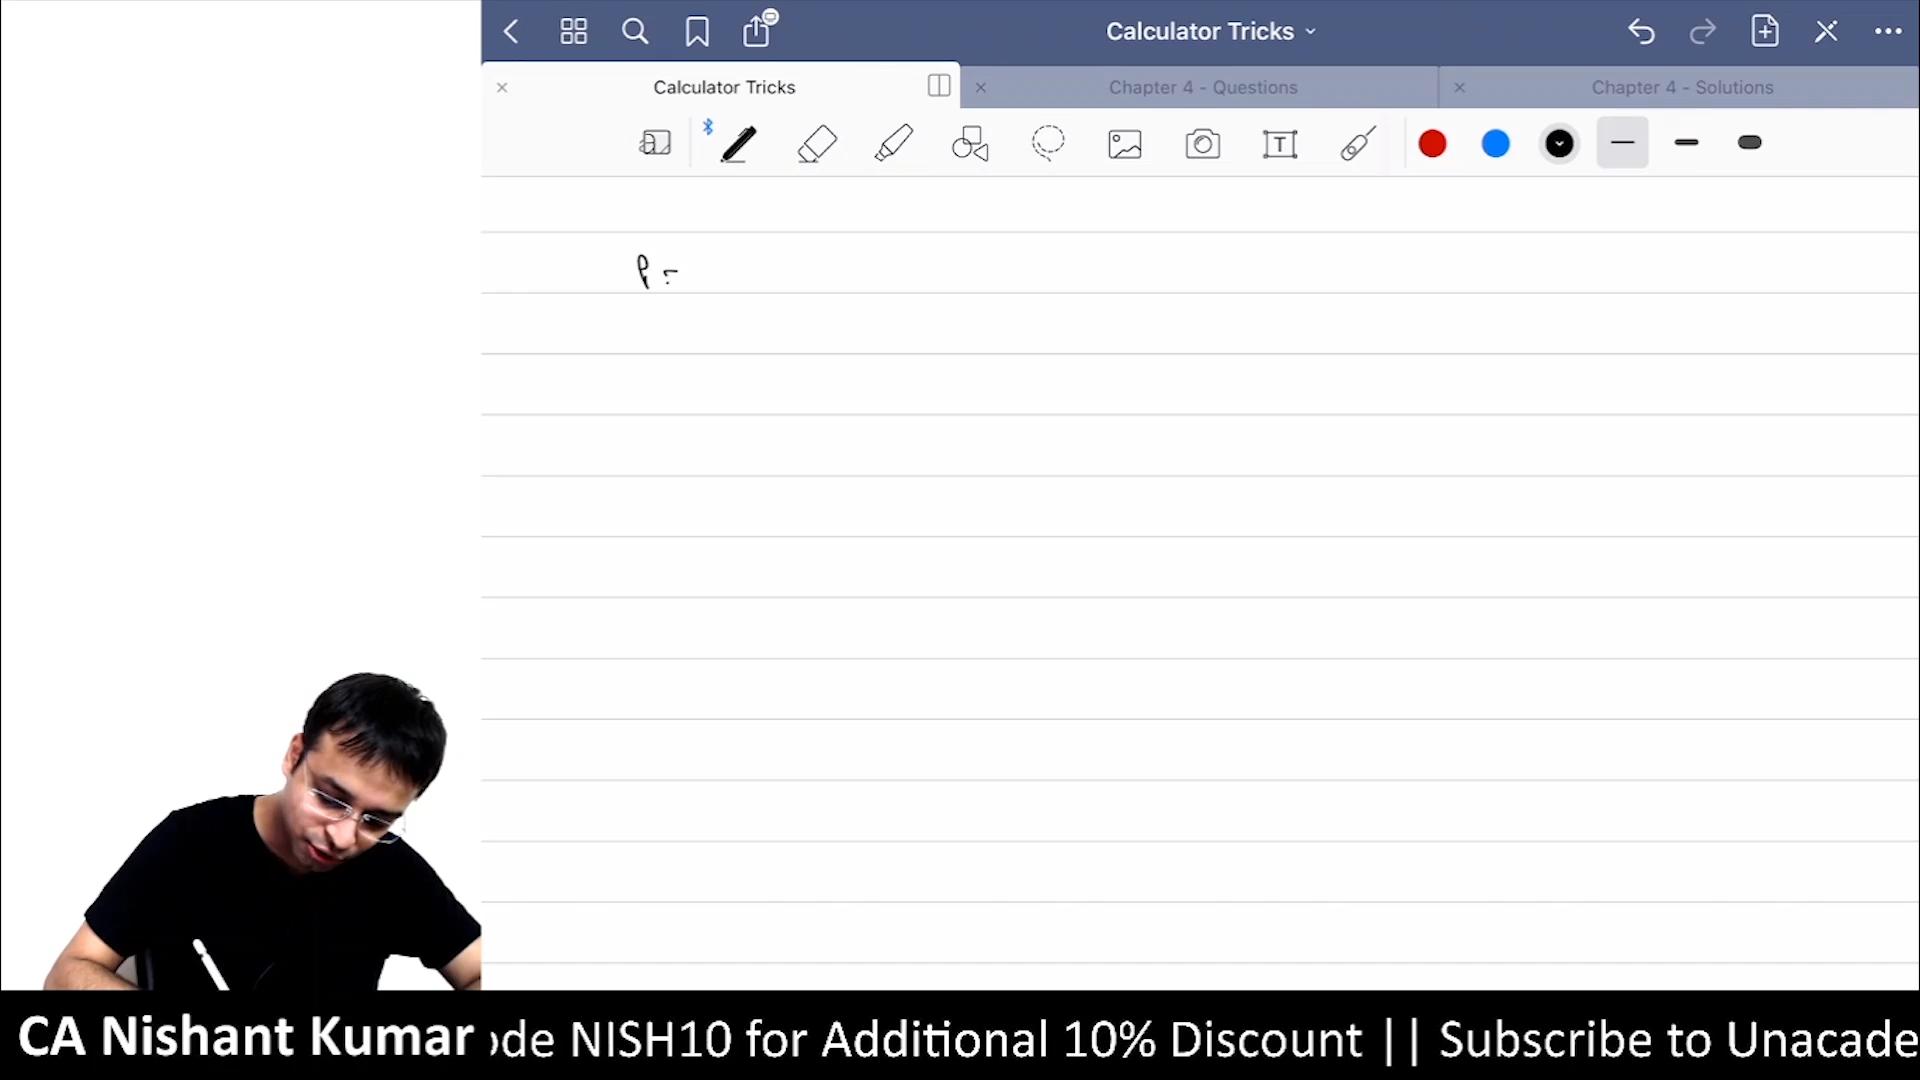 Calculator Tricks
Calculator Tricks
Chapter 4 - Questions
Chapter 4 - Solutions
T
P =
CA Nishant Kumar
ode NISH10 for Additional 10% Discount || Subscribe to Unacade